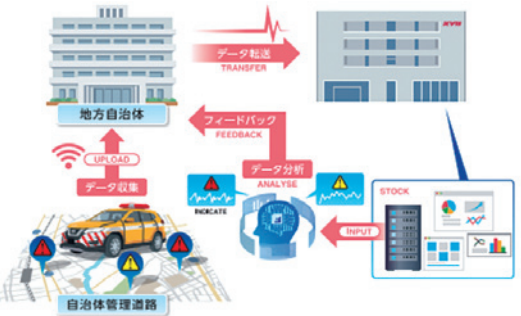 KYB
データ転送
TRANSFER
地方自治体
フィードバック
FEEDBACK
UPLOAD
データ収集
データ分析
ANALYSE
INDICATE
STOCK
INPUT
自治体管理道路